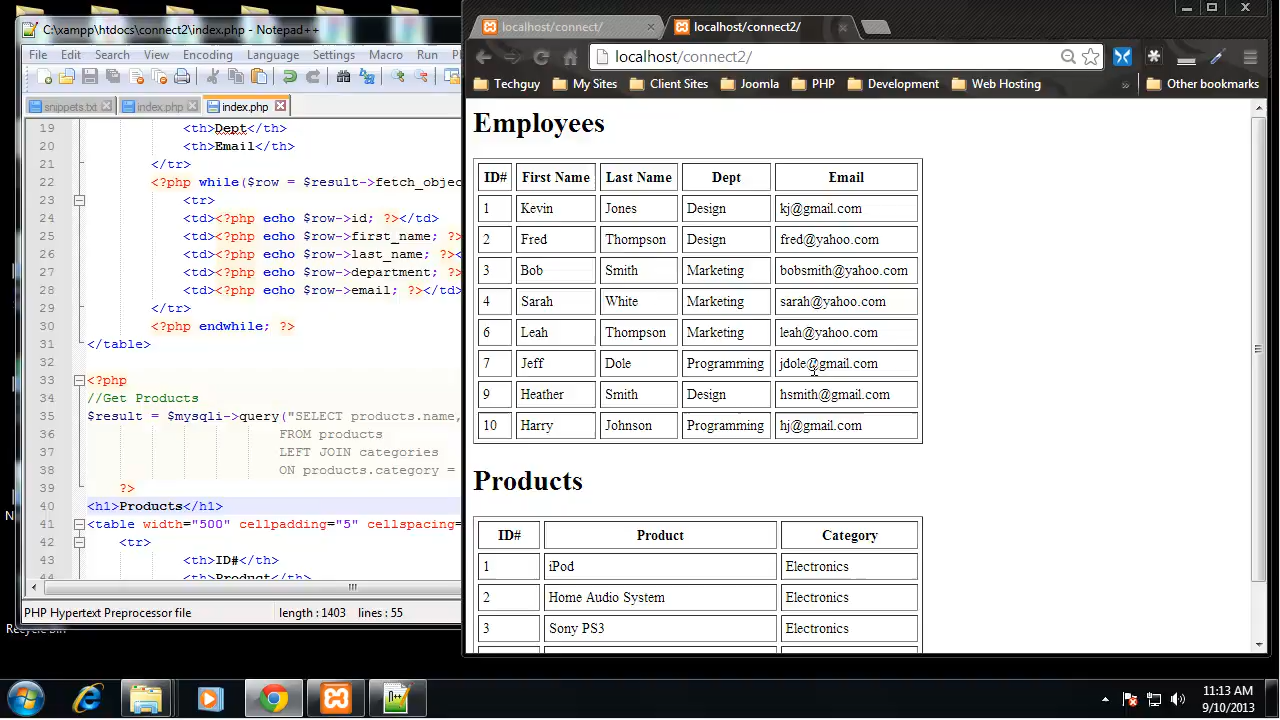 C:\xampp\htdocs\connect2\index.php - Notepad++
File Edit Search View Encoding Language Settings Macro Run
snippets.txt index.php index.php
19 <th>Dept</th>
20 <th>Email</th>
21 </tr>
22 <?php while($row = $result->fetch_objec
23 <tr>
24 <td><?php echo $row->id; ?></td>
25 <td><?php echo $row->first_name; ?>
26 <td><?php echo $row->last_name; ?><
27 <td><?php echo $row->department; ?>
28 <td><?php echo $row->email; ?></td>
29 </tr>
30 <?php endwhile; ?>
31 </table>
32
33 <?php
34 //Get Products
35 $result = $mysqli->query("SELECT products.name,
36 FROM products
37 LEFT JOIN categories
38 ON products.category =
39 ?>
40 <h1>Products</h1>
41 <table width="500" cellpadding="5" cellspacing=
42 <tr>
43 <th>ID#</th>
44 <th>Product</th>
PHP Hypertext Preprocessor file length : 1403 lines : 55
Recycle Bin
localhost/connect/ localhost/connect2/
localhost/connect2/
Techguy My Sites Client Sites Joomla PHP Development Web Hosting » Other bookmarks
Employees
ID# First Name Last Name Dept Email
1 Kevin Jones Design kj@gmail.com
2 Fred Thompson Design fred@yahoo.com
3 Bob Smith Marketing bobsmith@yahoo.com
4 Sarah White Marketing sarah@yahoo.com
6 Leah Thompson Marketing leah@yahoo.com
7 Jeff Dole Programming jdole@gmail.com
9 Heather Smith Design hsmith@gmail.com
10 Harry Johnson Programming hj@gmail.com
Products
ID# Product Category
1 iPod Electronics
2 Home Audio System Electronics
3 Sony PS3 Electronics
11:13 AM
9/10/2013